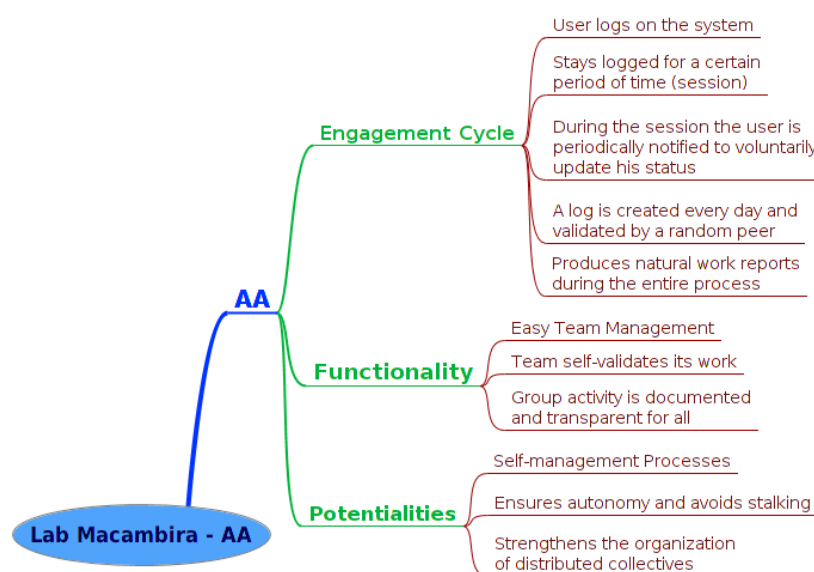 User logs on the system
Stays logged for a certain
period of time (session)
Engagement Cycle
During the session the user is
periodically notified to voluntarily
update his status
A log is created every day and
validated by a random peer
Produces natural work reports
during the entire process
AA
Easy Team Management
Functionality
Team self-validates its work
Group activity is documented
and transparent for all
Self-management Processes
Potentialities
Ensures autonomy and avoids stalking
Strengthens the organization
of distributed collectives
Lab Macambira - AA